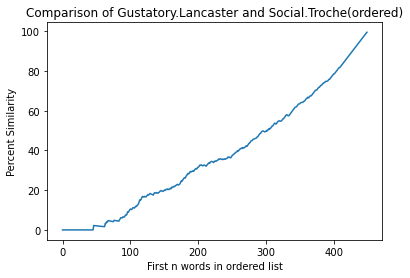 Comparison of Gustatory.Lancaster and Social.Troche(ordered)
100
80
60
40
20
0
Percent Similarity
0 100 200 300 400
First n words in ordered list